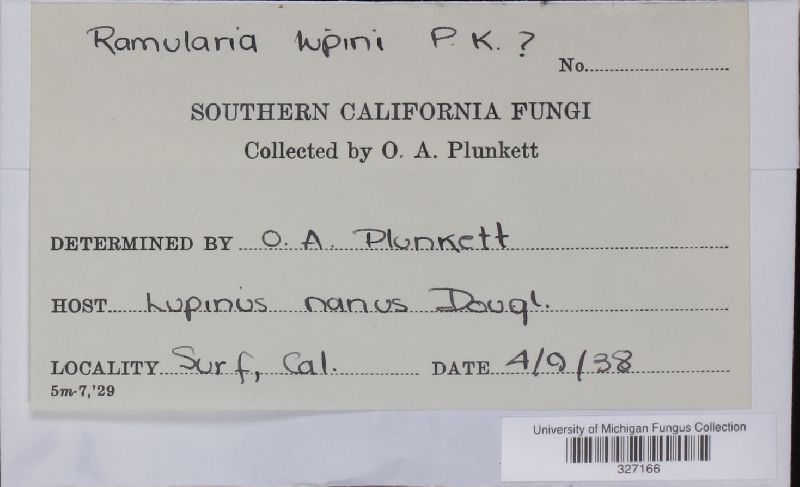 Ramularia lupini P. K. ?
No.
SOUTHERN CALIFORNIA FUNGI
Collected by O. A. Plunkett
DETERMINED BY O. A. Plunkett
HOST Lupinus nanus Dougl.
LOCALITY Surf, Cal. DATE 4/9/38
5m-7,'29
University of Michigan Fungus Collection
327166